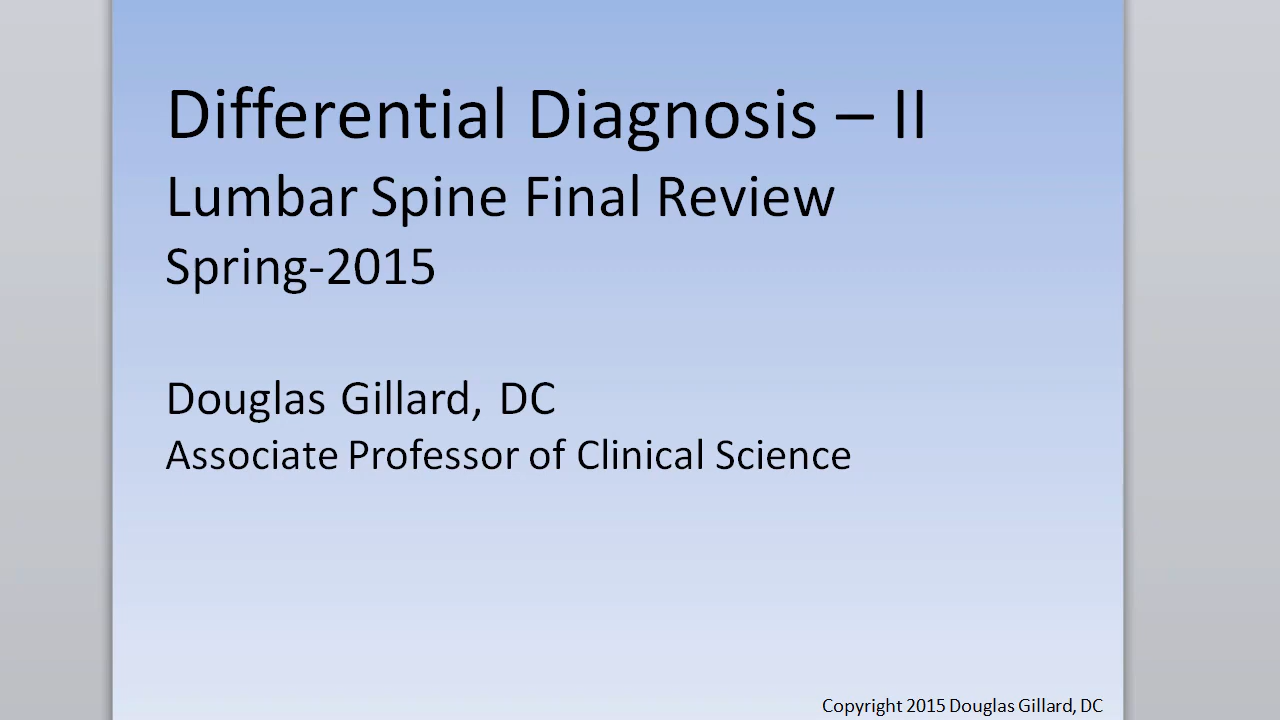 Differential Diagnosis – II
Lumbar Spine Final Review
Spring-2015
Douglas Gillard, DC
Associate Professor of Clinical Science
Copyright 2015 Douglas Gillard, DC